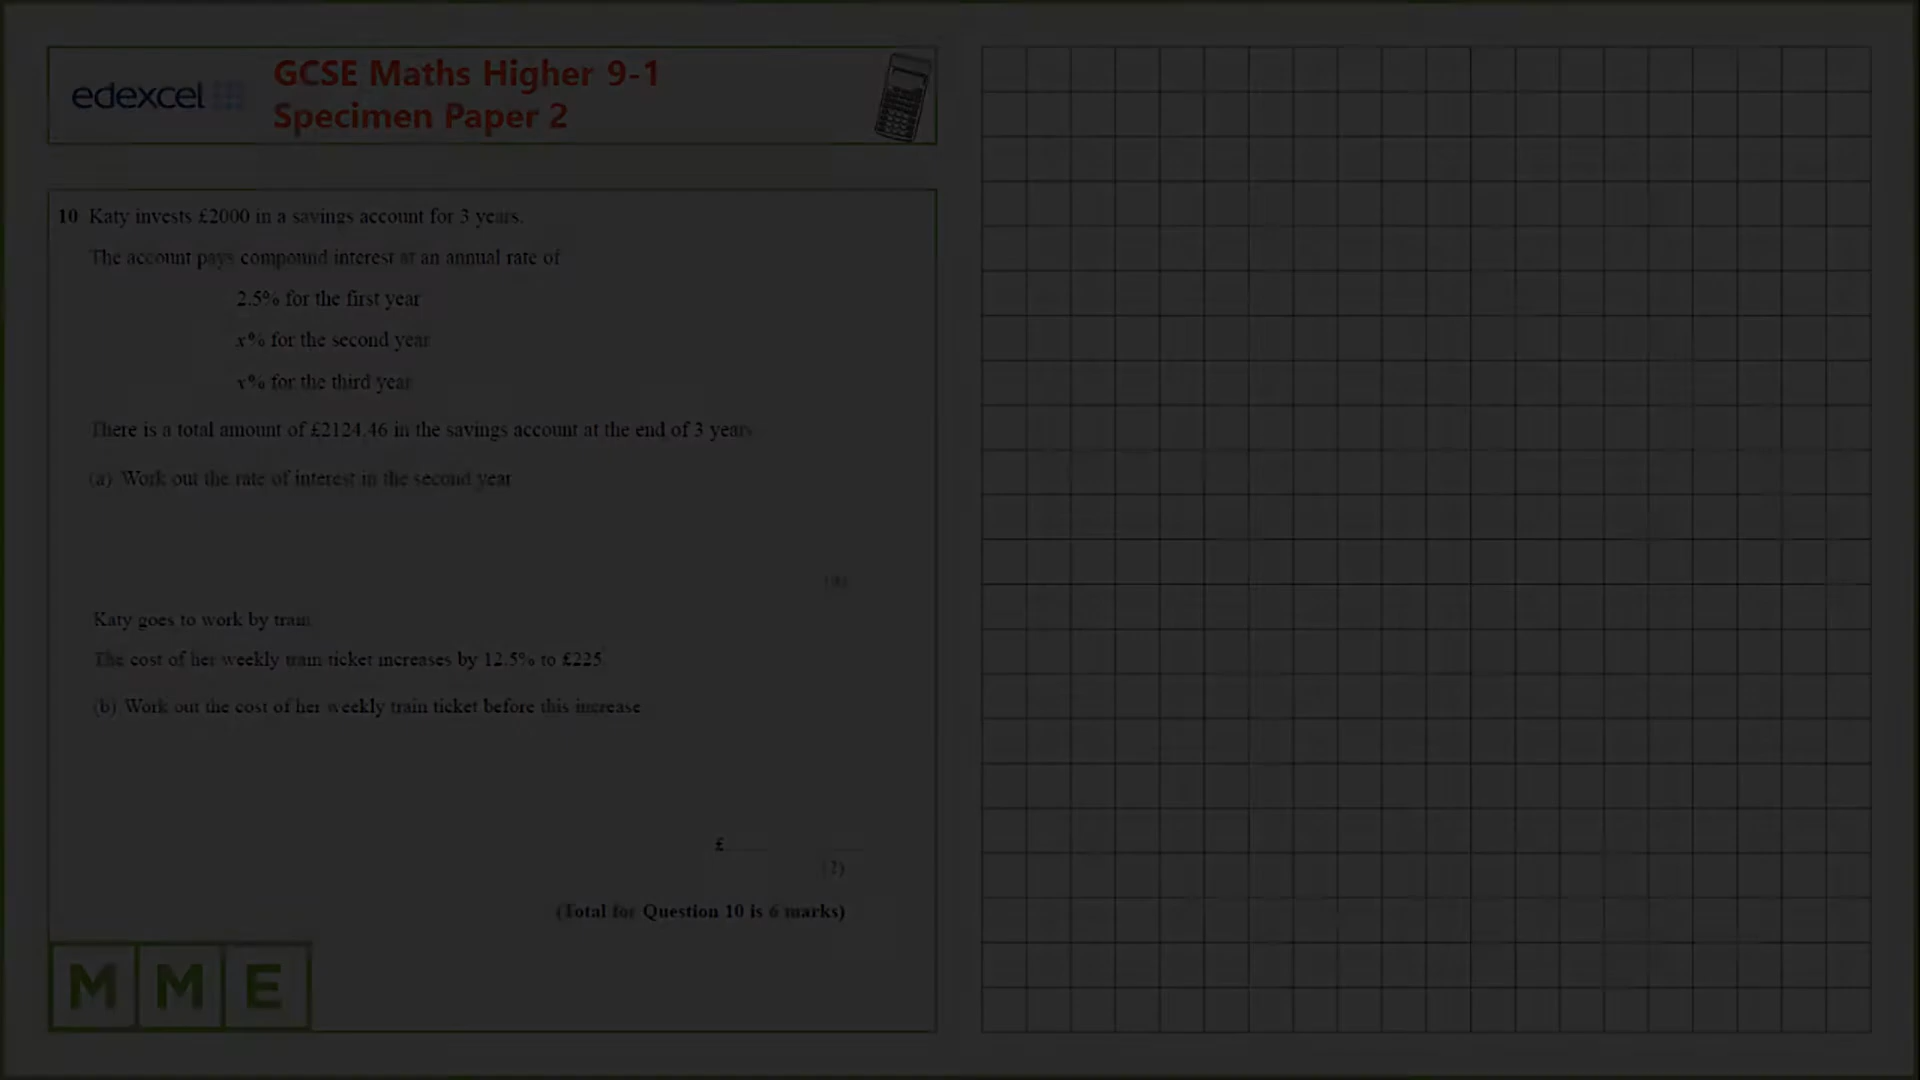 edexcel
GCSE Maths Higher 9-1
Specimen Paper 2
10 Katy invests £2000 in a savings account for 3 years.
The account pays compound interest at an annual rate of
2.5% for the first year
x% for the second year
x% for the third year
There is a total amount of £2124.46 in the savings account at the end of 3 years
(a) Work out the rate of interest in the second year
Katy goes to work by train
The cost of her weekly train ticket increases by 12.5% to £225
(b) Work out the cost of her weekly train ticket before this increase
£
(2)
(Total for Question 10 is 6 marks)
MME